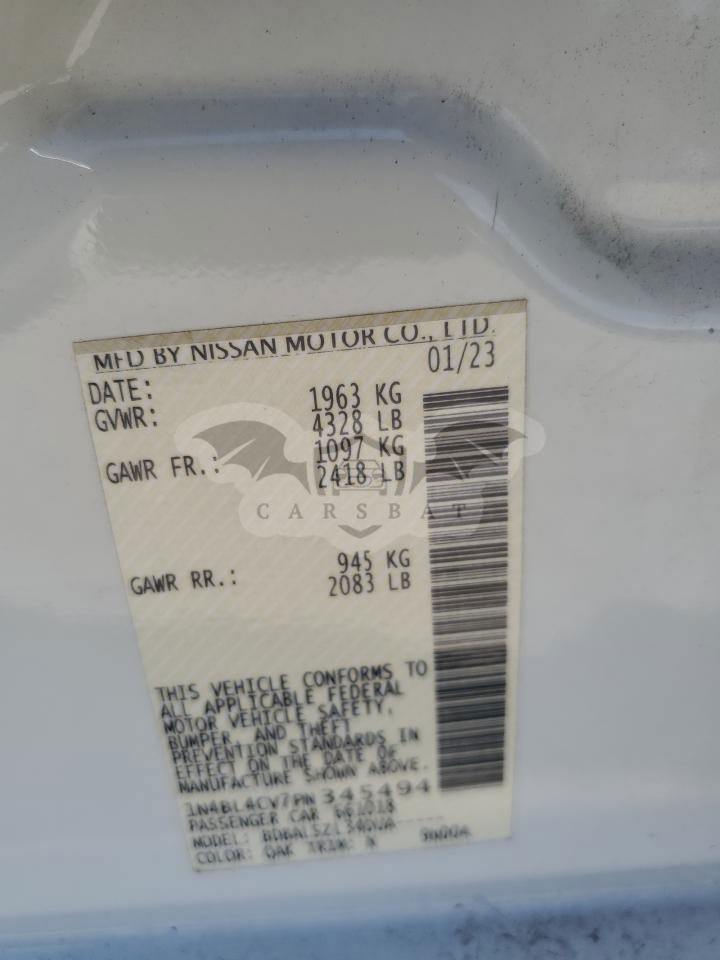 MFD BY NISSAN MOTOR CO., LTD.
DATE: 01/23
GVWR: 1963 KG
4328 LB
GAWR FR.: 1097 KG
2418 LB
CARSBAT
GAWR RR.: 945 KG
2083 LB
THIS VEHICLE CONFORMS TO
ALL APPLICABLE FEDERAL
MOTOR VEHICLE SAFETY,
BUMPER, AND THEFT
PREVENTION STANDARDS IN
EFFECT ON THE DATE OF
MANUFACTURE SHOWN ABOVE.
1N4BL4CV7PN345494
PASSENGER CAR
MODEL:
COLOR: QAK TRIM: K